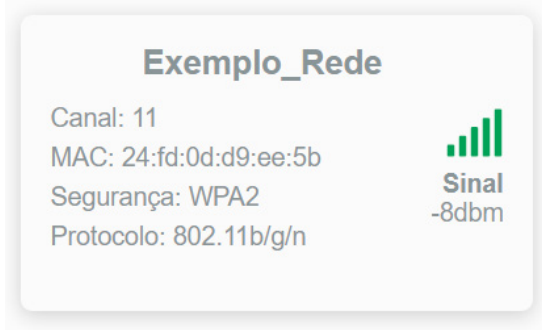 Exemplo_Rede
Canal: 11
MAC: 24:fd:0d:d9:ee:5b
Segurança: WPA2
Protocolo: 802.11b/g/n
Sinal
-8dbm